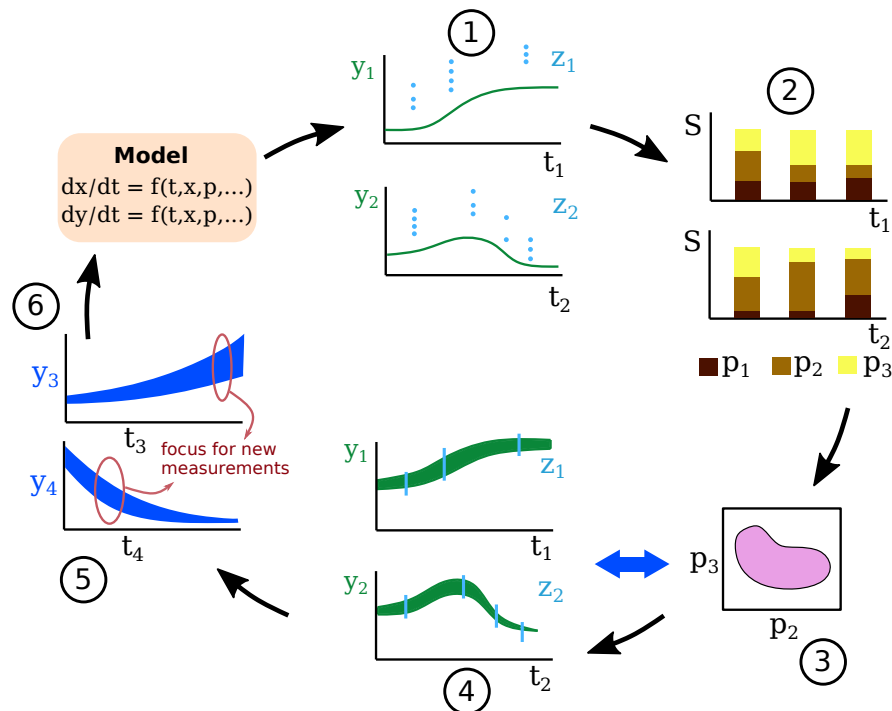 1
y1
z1
t1
y2
z2
t2
2
S
t1
S
t2
p1 p2 p3
Model
dx/dt = f(t,x,p,...)
dy/dt = f(t,x,p,...)
6
y3
t3
focus for new
measurements
y4
t4
5
y1
z1
t1
y2
z2
t2
4
p3
p2
3